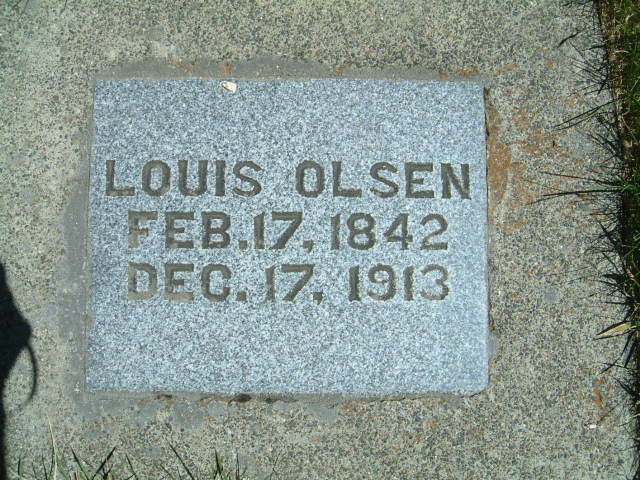 LOUIS OLSEN
FEB. 17, 1842
DEC. 17, 1913